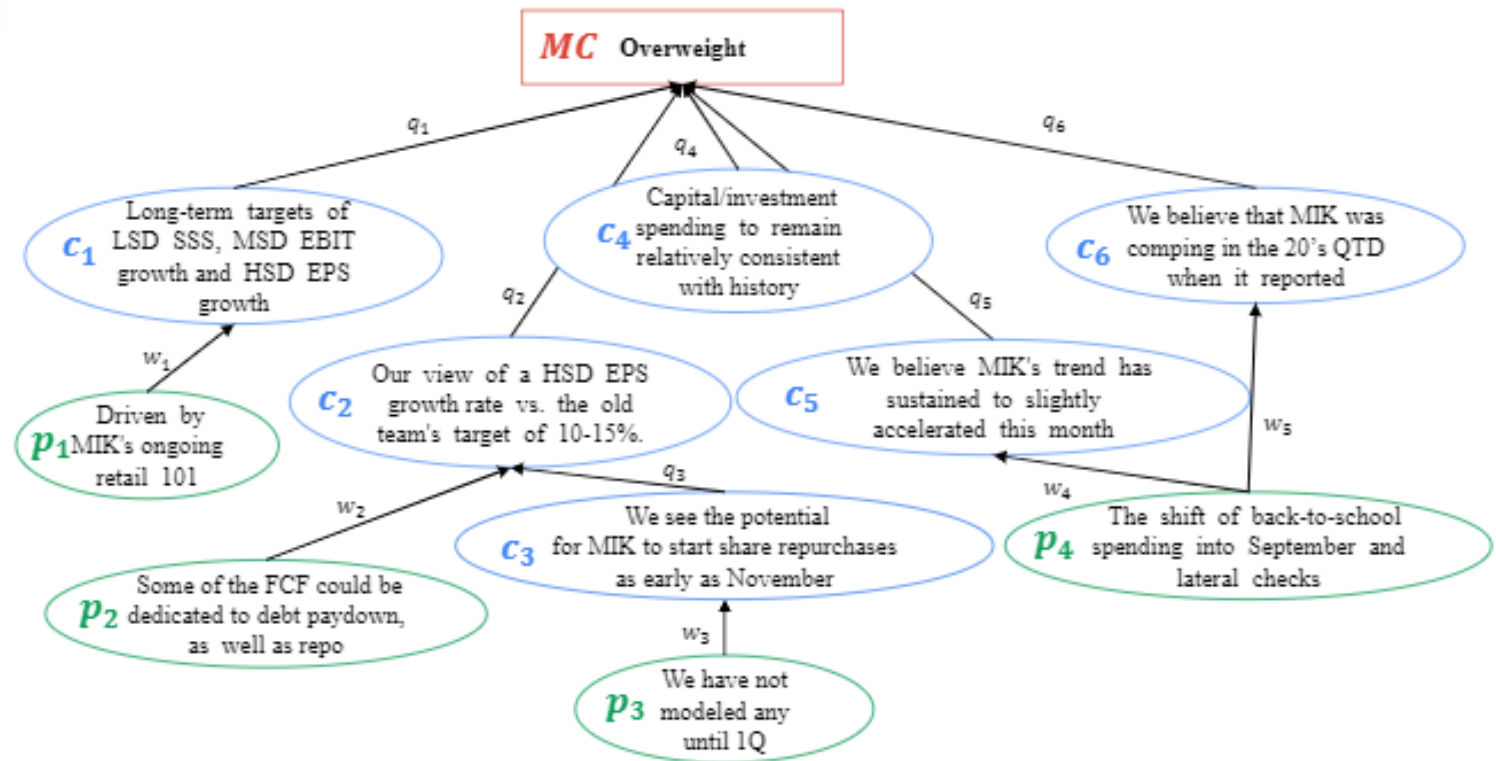 MC Overweight
q1
q4
q6
Long-term targets of
LSD SSS, MSD EBIT
c1
growth and HSD EPS
growth
Capital/investment
spending to remain
c4
relatively consistent
with history
We believe that MIK was
c6
comping in the 20's QTD
when it reported
q2
q5
w1
Our view of a HSD EPS
c2
growth rate vs. the old
team's target of 10-15%.
We believe MIK's trend has
c5
sustained to slightly
accelerated this month
Driven by
p1 MIK's ongoing
retail 101
w5
q3
w2
w4
We see the potential
c3
for MIK to start share repurchases
as early as November
The shift of back-to-school
p4
spending into September and
lateral checks
Some of the FCF could be
p2
dedicated to debt paydown,
as well as repo
w3
We have not
p3
modeled any
until 1Q